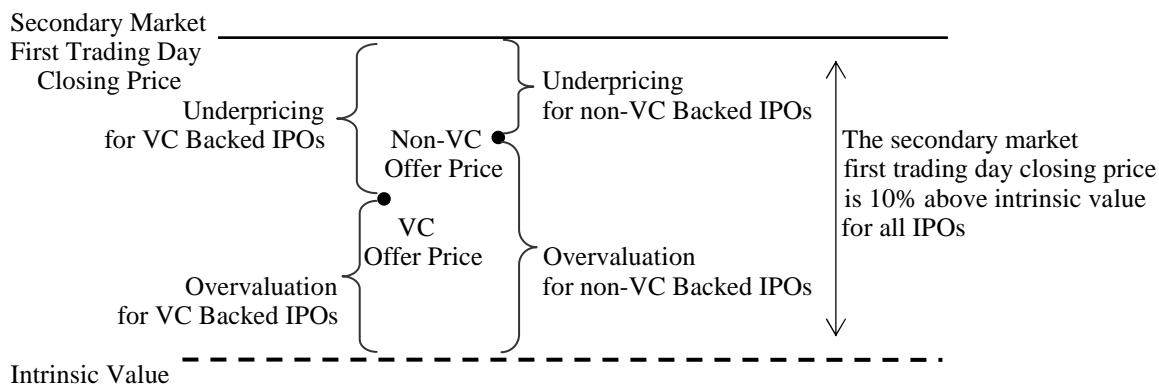 Secondary Market
First Trading Day
Closing Price
Underpricing
for VC Backed IPOs
Non-VC
Offer Price
Underpricing
for non-VC Backed IPOs
The secondary market
first trading day closing price
is 10% above intrinsic value
for all IPOs
VC
Offer Price
Overvaluation
for VC Backed IPOs
Overvaluation
for non-VC Backed IPOs
Intrinsic Value